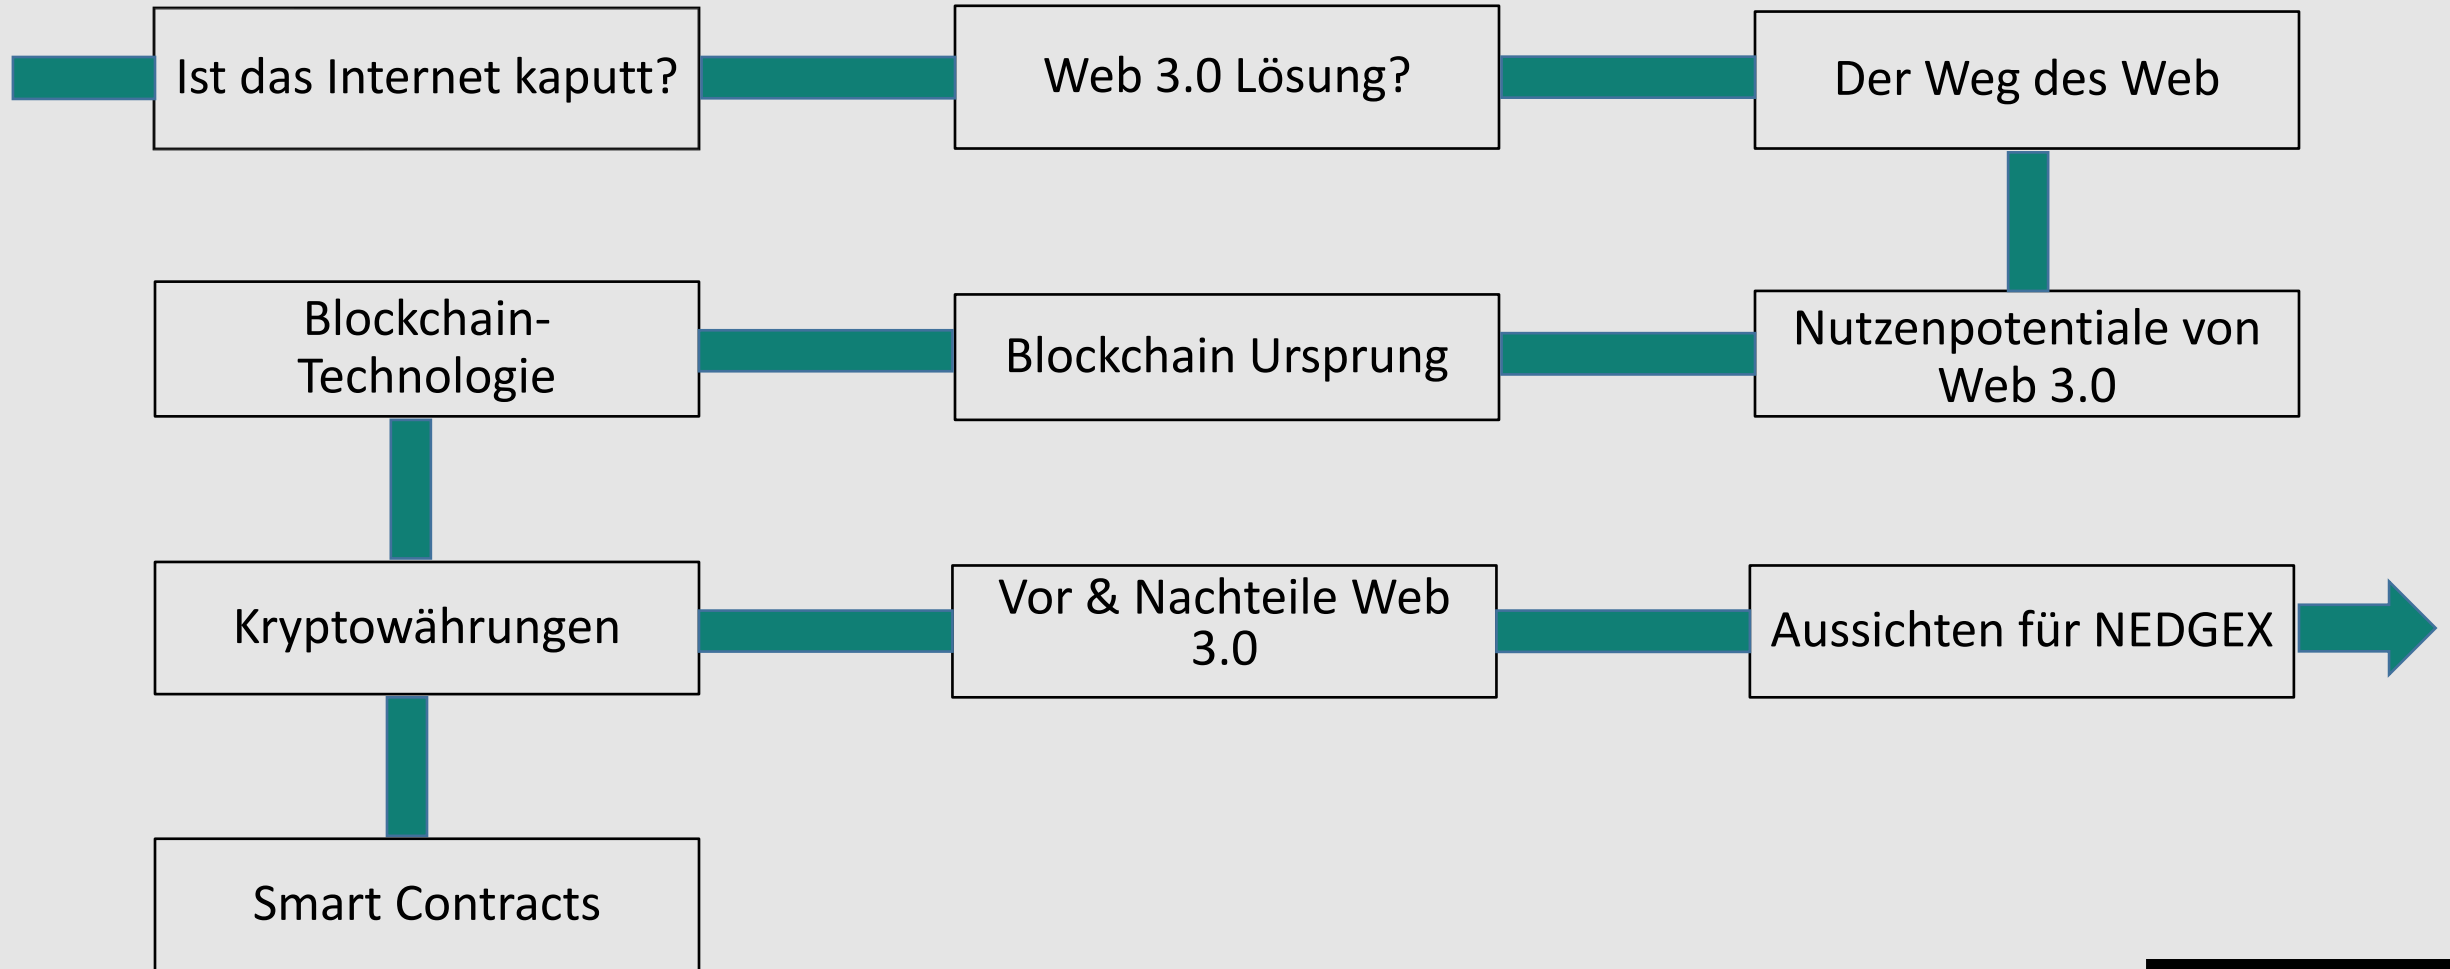 Ist das Internet kaputt?
Web 3.0 Lösung?
Der Weg des Web
Blockchain-
Technologie
Blockchain Ursprung
Nutzenpotentiale von
Web 3.0
Kryptowährungen
Vor & Nachteile Web
3.0
Aussichten für NEDGEX
Smart Contracts